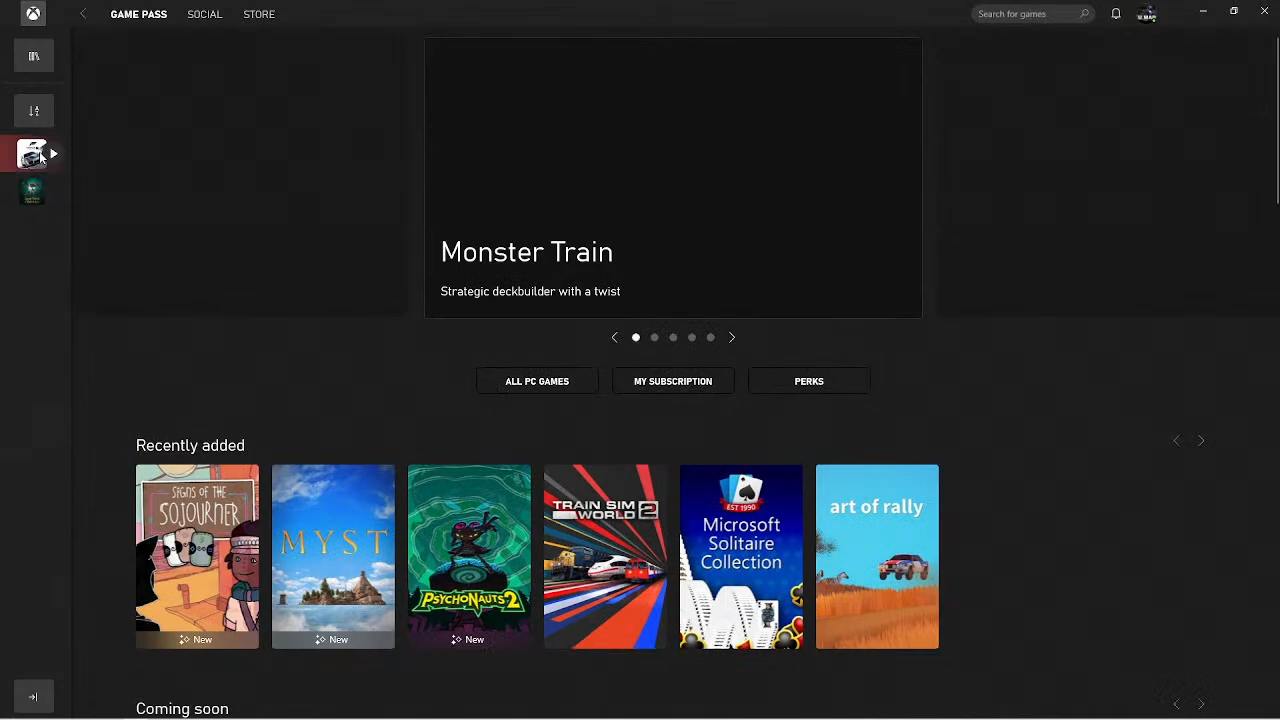 GAME PASS
SOCIAL
STORE
Search for games
Monster Train
Strategic deckbuilder with a twist
ALL PC GAMES
MY SUBSCRIPTION
PERKS
Recently added
SIGNS OF THE
SOJOURNER
New
MYST
New
PSYCHONAUTS 2
New
TRAIN SIM
WORLD 2
EST 1990
Microsoft
Solitaire
Collection
art of rally
Coming soon